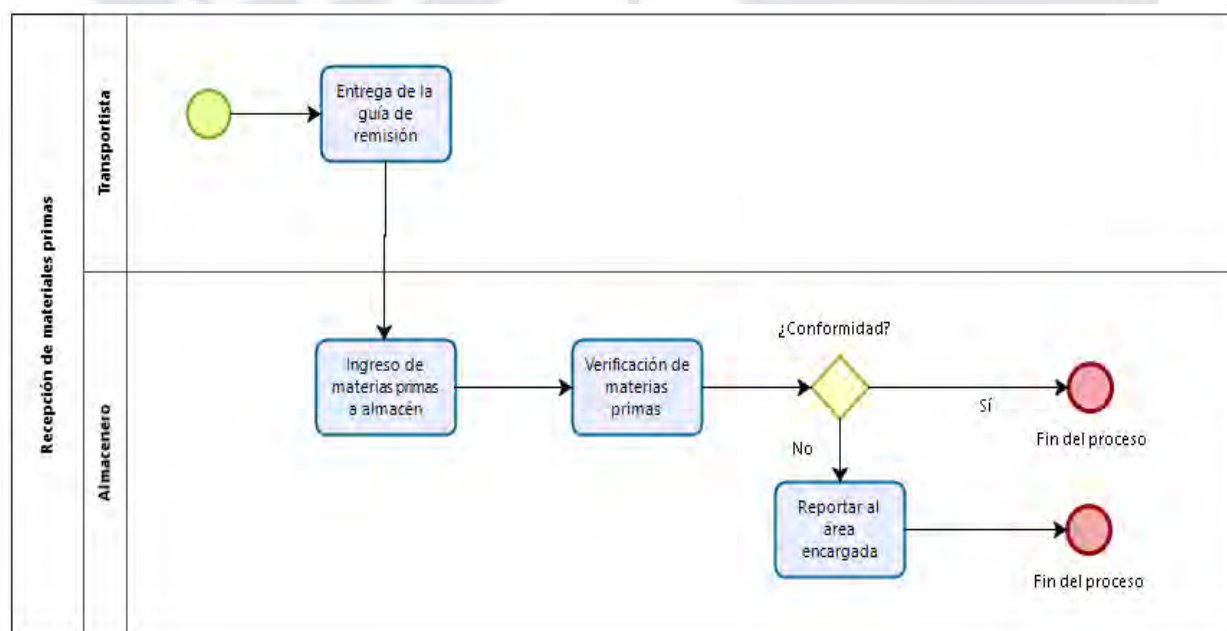 Recepción de materiales primas
Transportista
Entrega de la
guía de
remisión
Almacenero
Ingreso de
materias primas
a almacén
Verificación de
materias
primas
¿Conformidad?
Sí
Fin del proceso
No
Reportar al
área
encargada
Fin del proceso